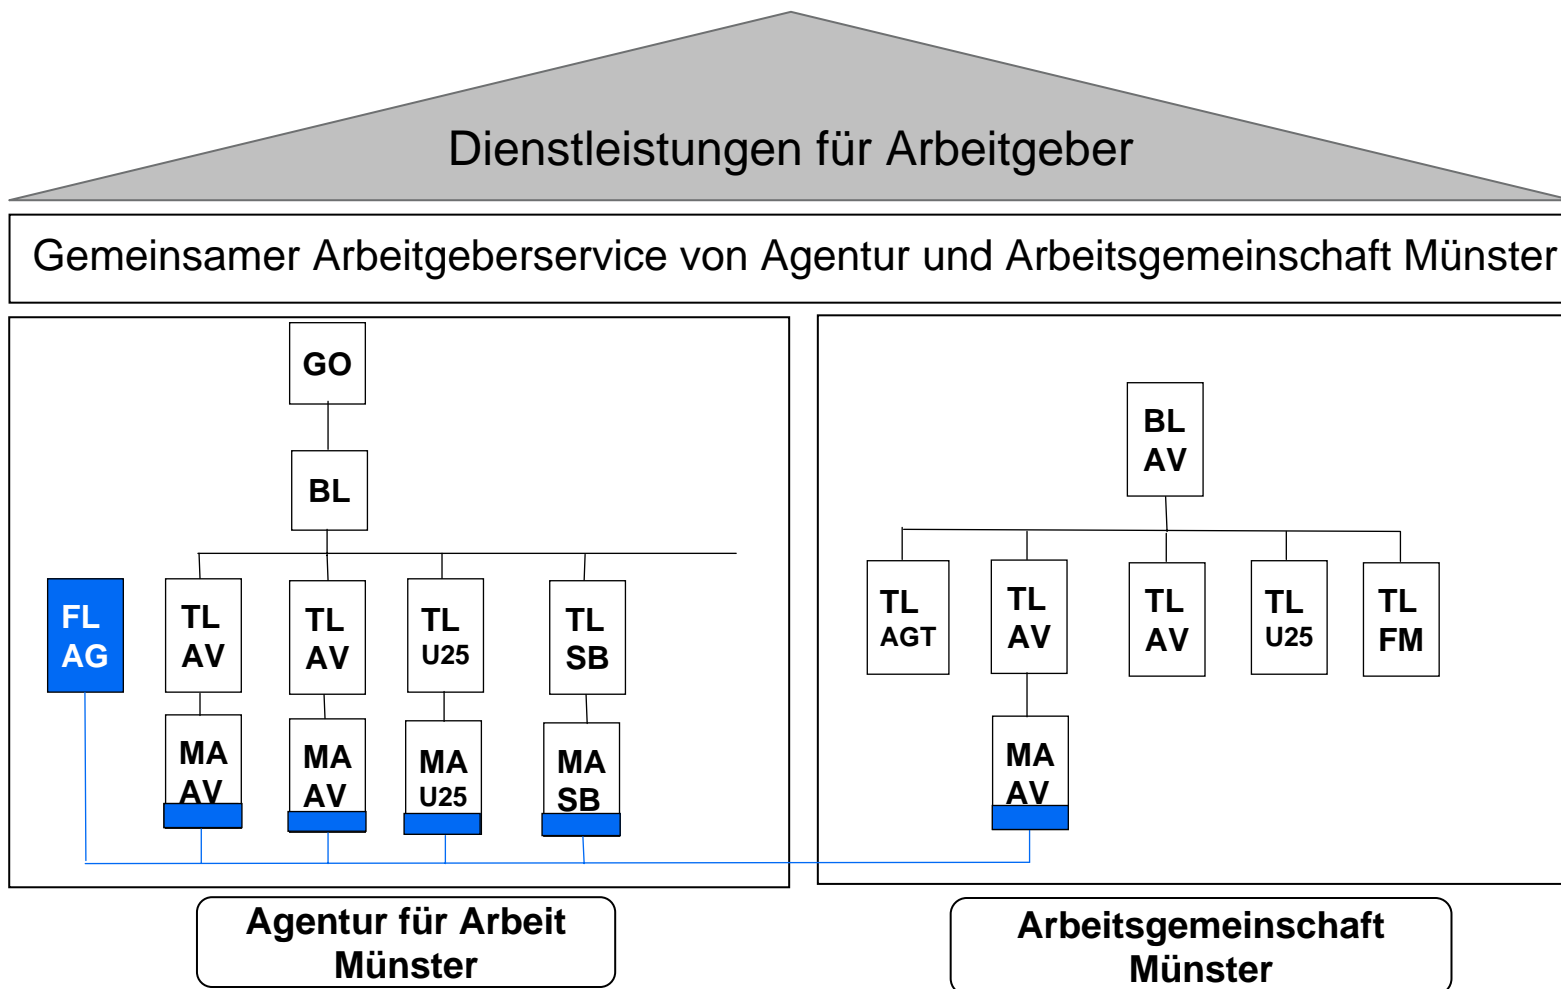 Dienstleistungen für Arbeitgeber
Gemeinsamer Arbeitgeberservice von Agentur und Arbeitsgemeinschaft Münster
GO
BL
FL
AG
TL
AV
TL
AV
TL
U25
TL
SB
MA
AV
MA
AV
MA
U25
MA
SB
Agentur für Arbeit
Münster
BL
AV
TL
AGT
TL
AV
TL
AV
TL
U25
TL
FM
MA
AV
Arbeitsgemeinschaft
Münster